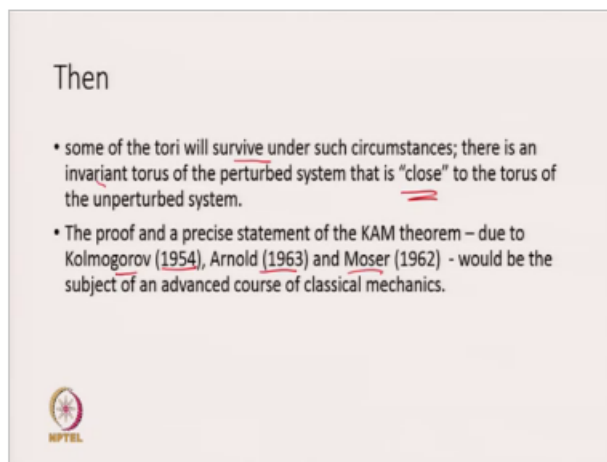 Then
• some of the tori will survive under such circumstances; there is an
invariant torus of the perturbed system that is "close" to the torus of
the unperturbed system.
• The proof and a precise statement of the KAM theorem – due to
Kolmogorov (1954), Arnold (1963) and Moser (1962) - would be the
subject of an advanced course of classical mechanics.
NPTEL